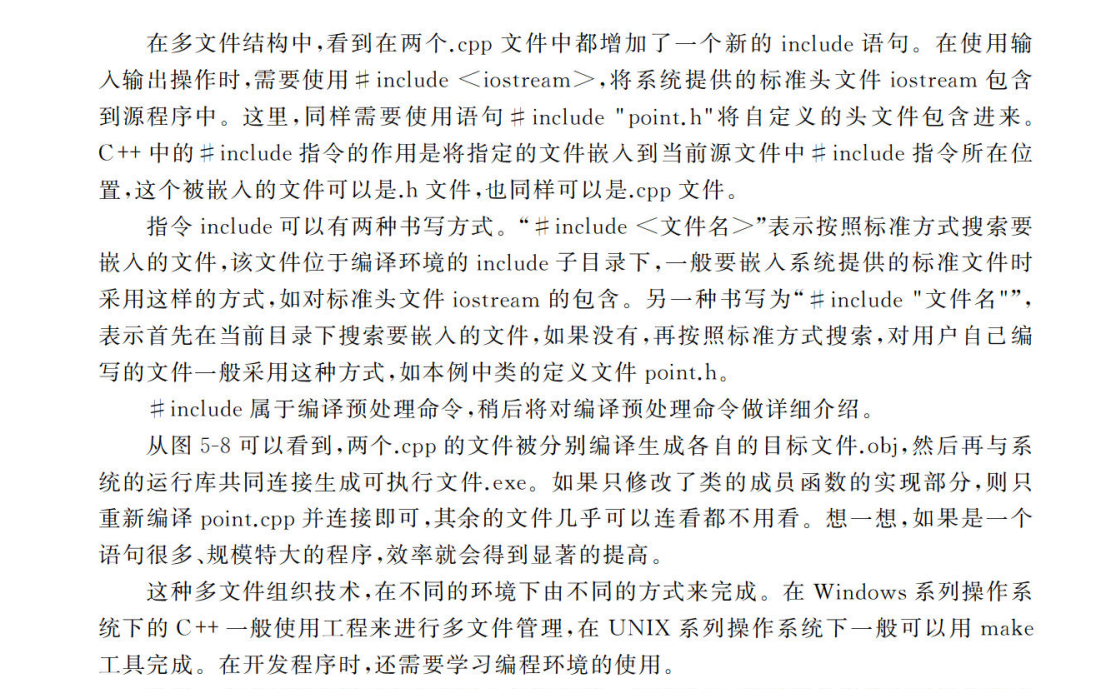 在多文件结构中,看到在两个.cpp 文件中都增加了一个新的 include 语句。在使用输
入输出操作时,需要使用♯include <iostream>,将系统提供的标准头文件 iostream 包含
到源程序中。这里,同样需要使用语句♯include "point.h"将自定义的头文件包含进来。
C++ 中的♯include 指令的作用是将指定的文件嵌入到当前源文件中♯include 指令所在位
置,这个被嵌入的文件可以是.h 文件,也同样可以是.cpp 文件。
指令 include 可以有两种书写方式。“♯include <文件名>”表示按照标准方式搜索要
嵌入的文件,该文件位于编译环境的 include 子目录下,一般要嵌入系统提供的标准文件时
采用这样的方式,如对标准头文件 iostream 的包含。另一种书写为“♯include "文件名"”,
表示首先在当前目录下搜索要嵌入的文件,如果没有,再按照标准方式搜索,对用户自己编
写的文件一般采用这种方式,如本例中类的定义文件 point.h。
♯include 属于编译预处理命令,稍后将对编译预处理命令做详细介绍。
从图 5-8 可以看到,两个.cpp 的文件被分别编译生成各自的目标文件.obj,然后再与系
统的运行库共同连接生成可执行文件.exe。如果只修改了类的成员函数的实现部分,则只
重新编译 point.cpp 并连接即可,其余的文件几乎可以连看都不用看。想一想,如果是一个
语句很多、规模特大的程序,效率就会得到显著的提高。
这种多文件组织技术,在不同的环境下由不同的方式来完成。在 Windows 系列操作系
统下的 C++ 一般使用工程来进行多文件管理,在 UNIX 系列操作系统下一般可以用 make
工具完成。在开发程序时,还需要学习编程环境的使用。